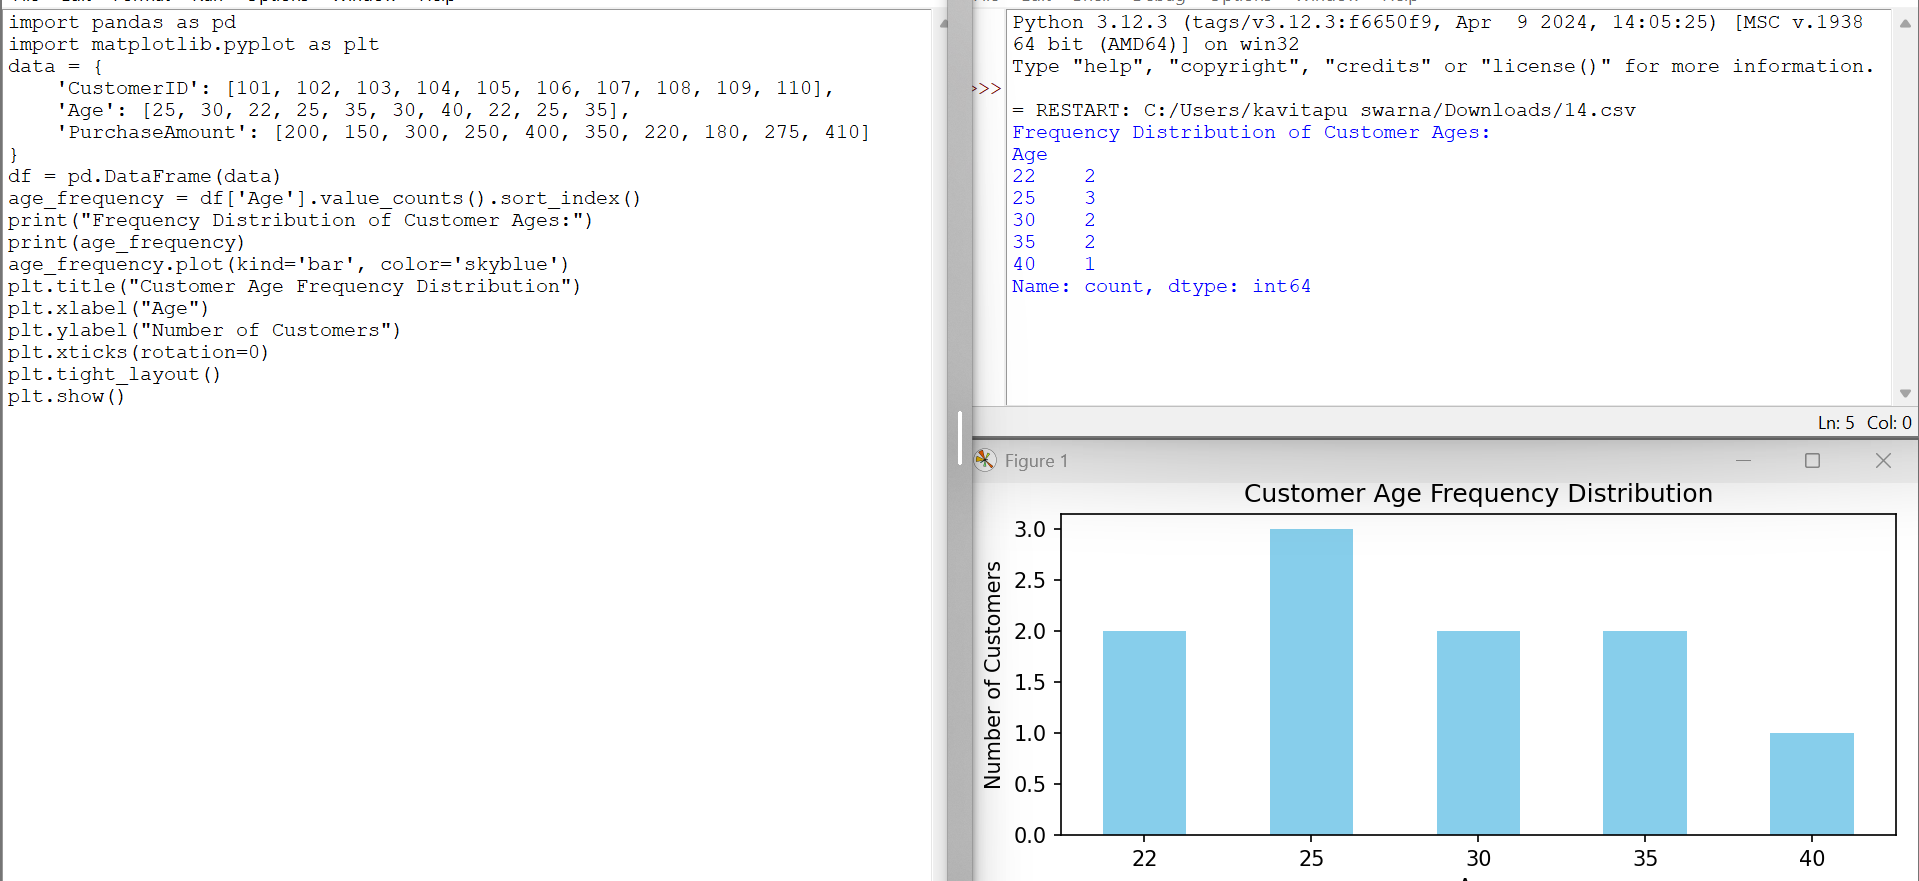 import pandas as pd
import matplotlib.pyplot as plt
data = {
    'CustomerID': [101, 102, 103, 104, 105, 106, 107, 108, 109, 110],
    'Age': [25, 30, 22, 25, 35, 30, 40, 22, 25, 35],
    'PurchaseAmount': [200, 150, 300, 250, 400, 350, 220, 180, 275, 410]
}
df = pd.DataFrame(data)
age_frequency = df['Age'].value_counts().sort_index()
print("Frequency Distribution of Customer Ages:")
print(age_frequency)
age_frequency.plot(kind='bar', color='skyblue')
plt.title("Customer Age Frequency Distribution")
plt.xlabel("Age")
plt.ylabel("Number of Customers")
plt.xticks(rotation=0)
plt.tight_layout()
plt.show()
Python 3.12.3 (tags/v3.12.3:f6650f9, Apr  9 2024, 14:05:25) [MSC v.1938
64 bit (AMD64)] on win32
Type "help", "copyright", "credits" or "license()" for more information.
>>>
= RESTART: C:/Users/kavitapu swarna/Downloads/14.csv
Frequency Distribution of Customer Ages:
Age
22    2
25    3
30    2
35    2
40    1
Name: count, dtype: int64
Ln: 5 Col: 0
Figure 1
Customer Age Frequency Distribution
Number of Customers
3.0
2.5
2.0
1.5
1.0
0.5
0.0
22 25 30 35 40